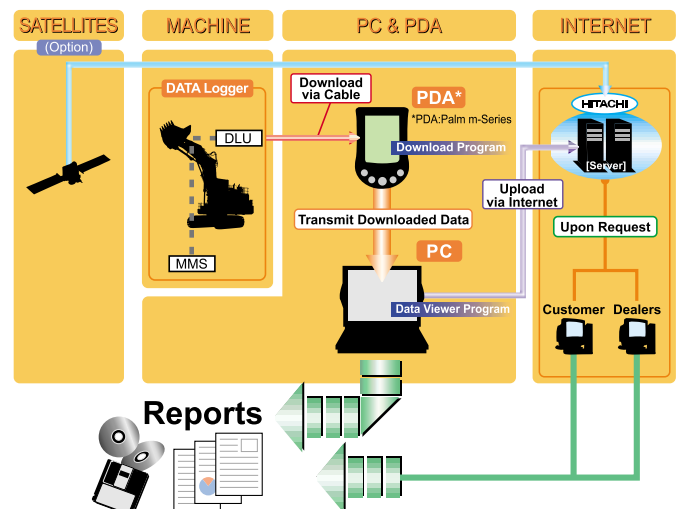 SATELLITES
(Option)
MACHINE
PC & PDA
INTERNET
DATA Logger
DLU
MMS
Download
via Cable
PDA*
*PDA:Palm m-Series
Download Program
Transmit Downloaded Data
PC
Data Viewer Program
Upload
via Internet
HITACHI
[Server]
Upon Request
Customer
Dealers
Reports